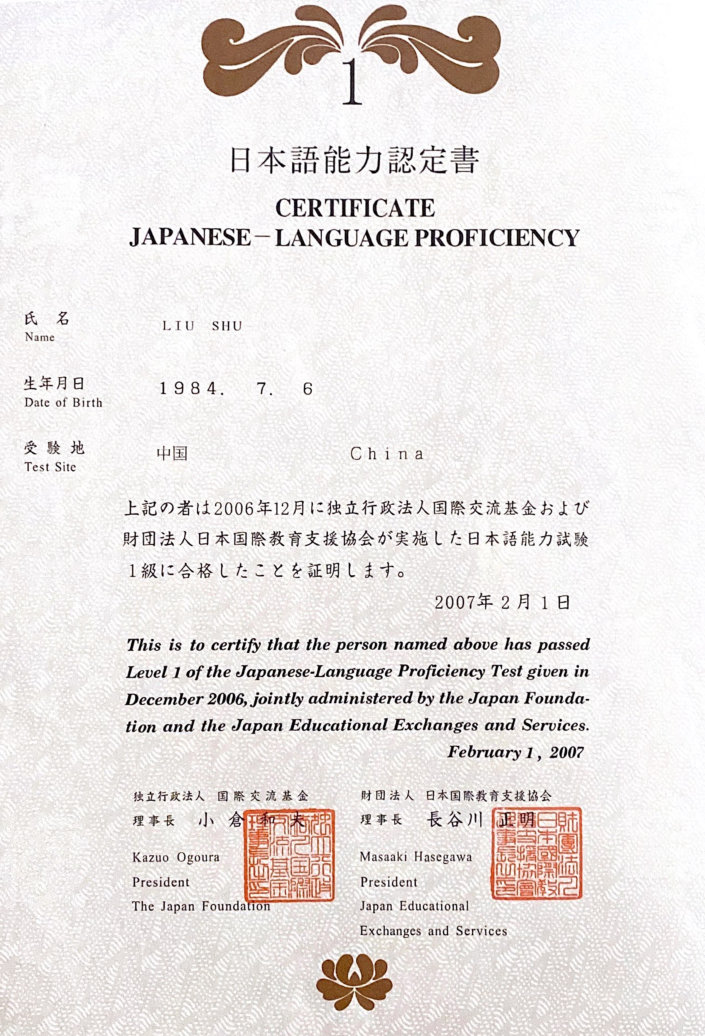 1
日本語能力認定書
CERTIFICATE
JAPANESE－LANGUAGE PROFICIENCY
氏 名
Name
LIU SHU
生年月日
Date of Birth
1984. 7. 6
受 験 地
Test Site
中国 China
上記の者は2006年12月に独立行政法人国際交流基金および
財団法人日本国際教育支援協会が実施した日本語能力試験
1級に合格したことを証明します。
2007年 2 月 1 日
This is to certify that the person named above has passed
Level 1 of the Japanese-Language Proficiency Test given in
December 2006, jointly administered by the Japan Founda-
tion and the Japan Educational Exchanges and Services.
February 1, 2007
独立行政法人 国際交流基金
理事長 小倉和夫
Kazuo Ogoura
President
The Japan Foundation
財団法人 日本国際教育支援協会
理事長 長谷川 正明
Masaaki Hasegawa
President
Japan Educational
Exchanges and Services